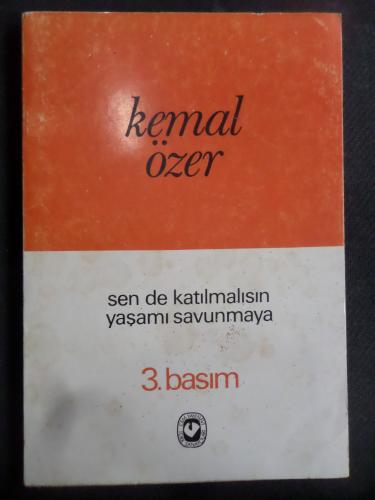 kemal
özer
sen de katılmalısın
yaşamı savunmaya
3. basım